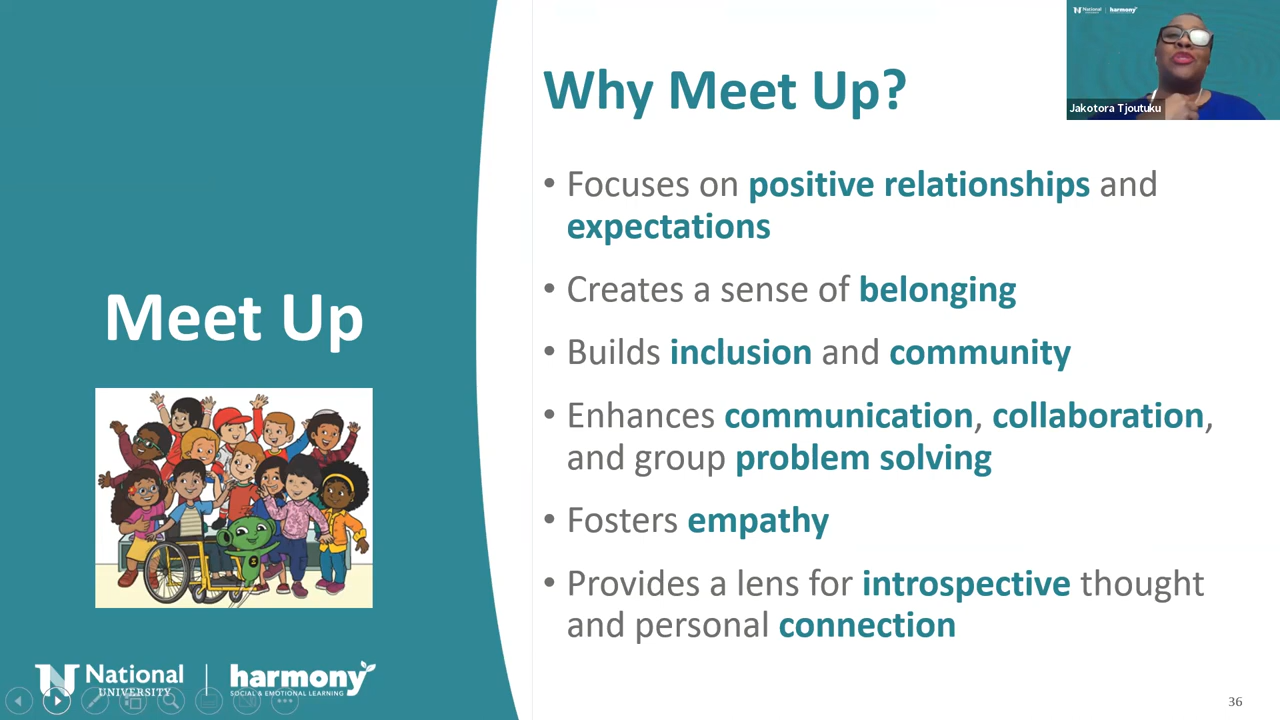 Why Meet Up?
National harmony
Jakotora Tjoutuku
• Focuses on positive relationships and
expectations
• Creates a sense of belonging
• Builds inclusion and community
• Enhances communication, collaboration,
and group problem solving
• Fosters empathy
• Provides a lens for introspective thought
and personal connection
Meet Up
National
UNIVERSITY
harmony
SOCIAL & EMOTIONAL LEARNING
36